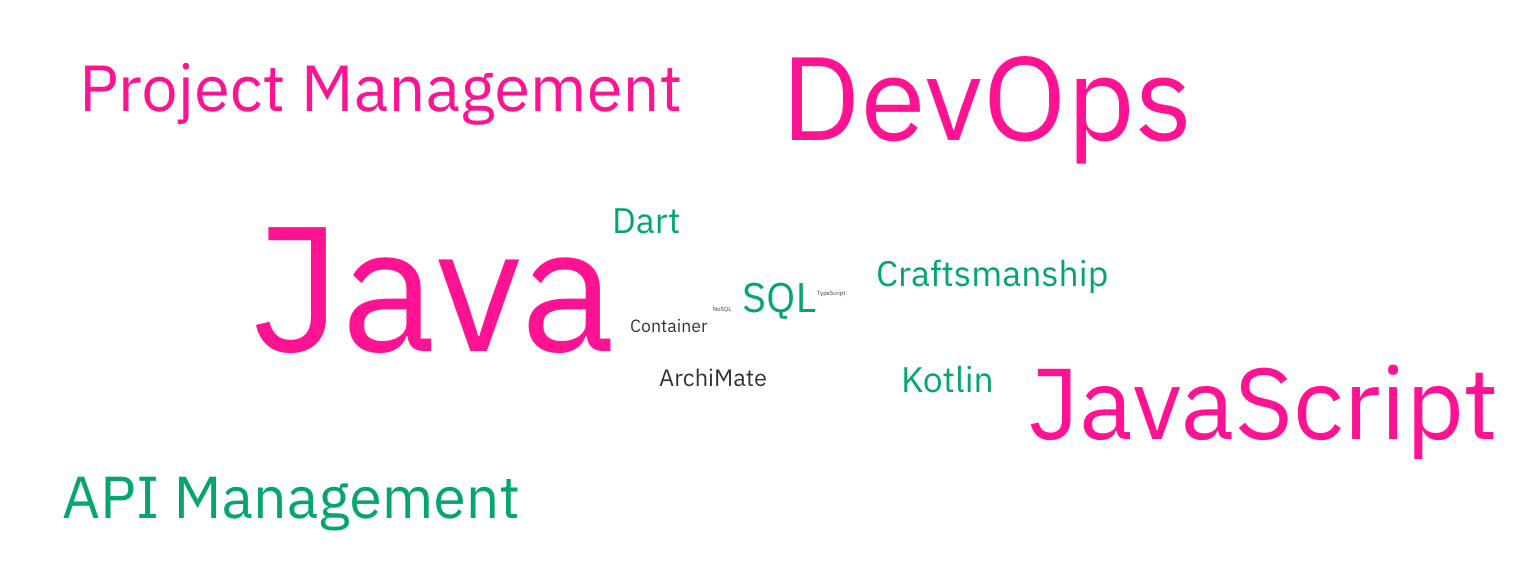 Project Management
DevOps
Java
Dart
Craftsmanship
SQL
TypeScript
NoSQL
Container
ArchiMate
Kotlin
JavaScript
API Management